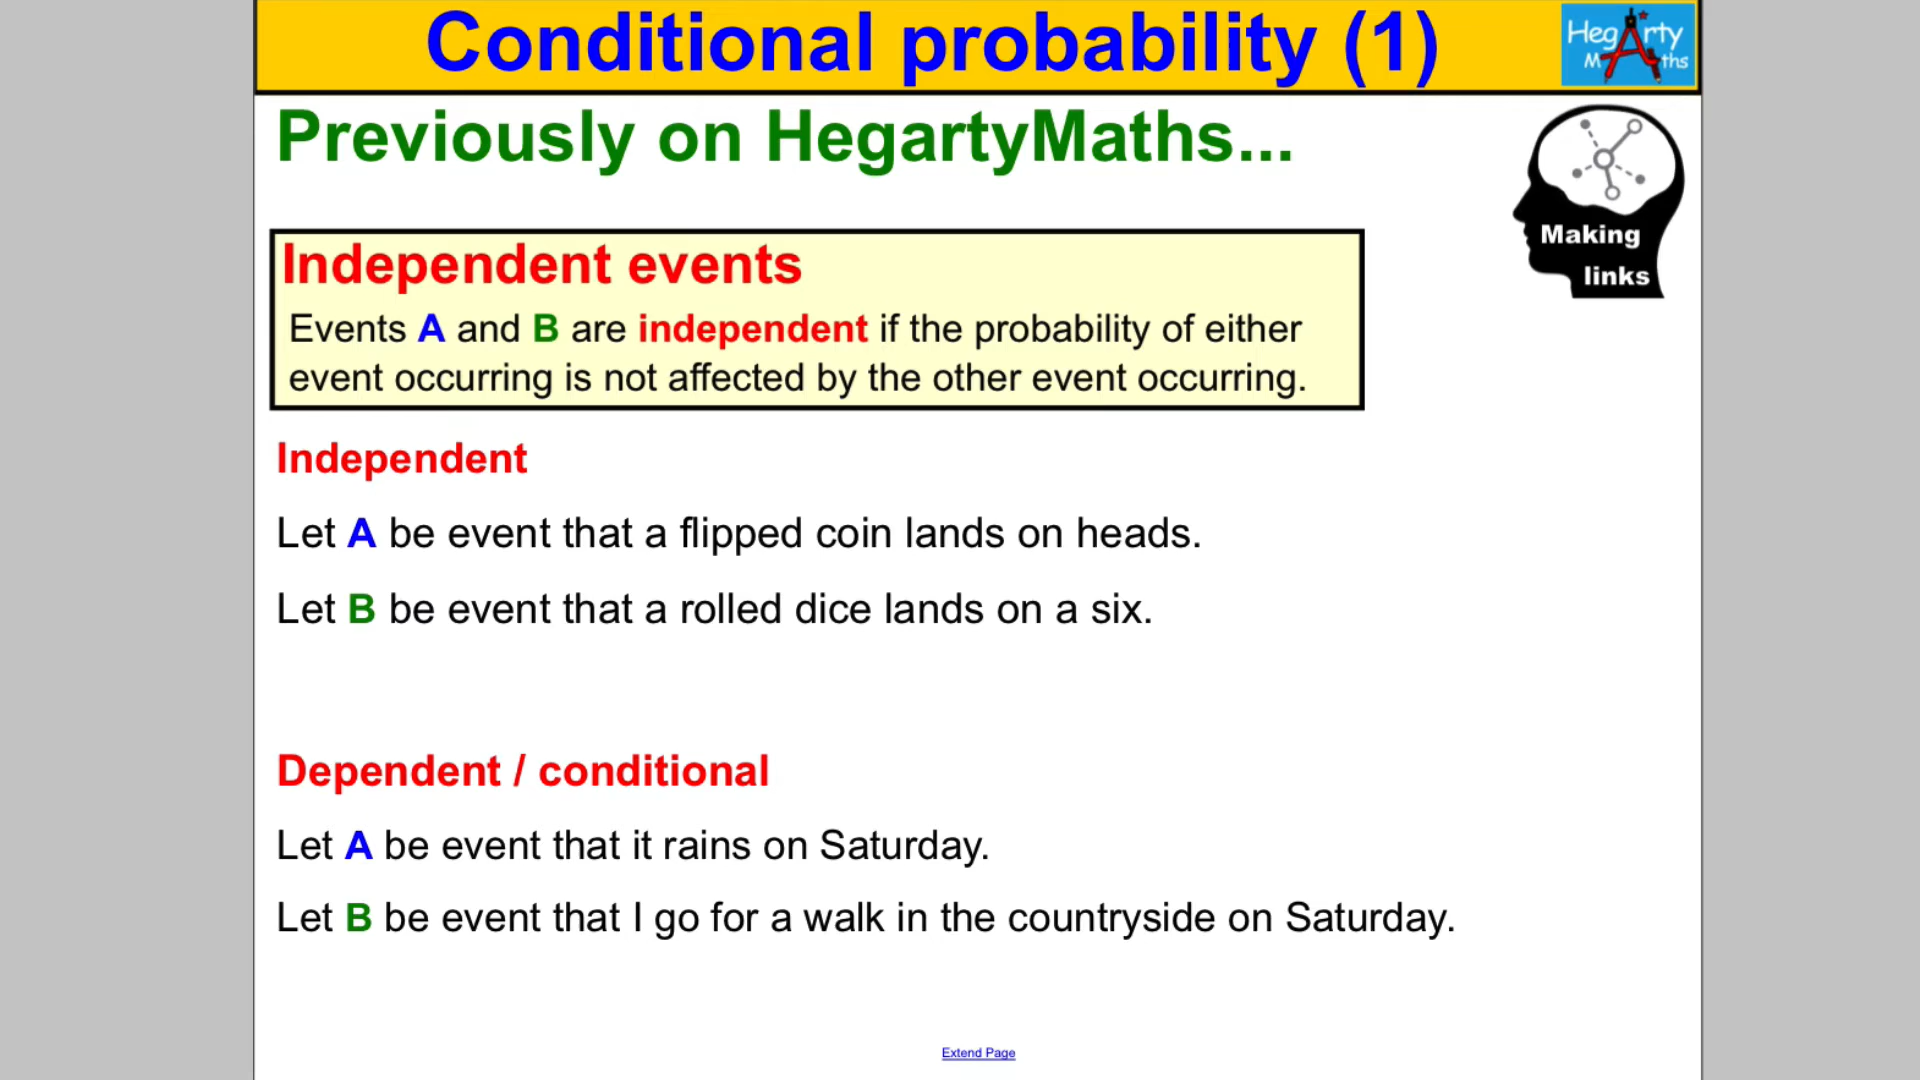 Conditional probability (1)
HegArty
Mᴀths
Previously on HegartyMaths...
Making
links
Independent events
Events A and B are independent if the probability of either
event occurring is not affected by the other event occurring.
Independent
Let A be event that a flipped coin lands on heads.
Let B be event that a rolled dice lands on a six.
Dependent / conditional
Let A be event that it rains on Saturday.
Let B be event that I go for a walk in the countryside on Saturday.
Extend Page